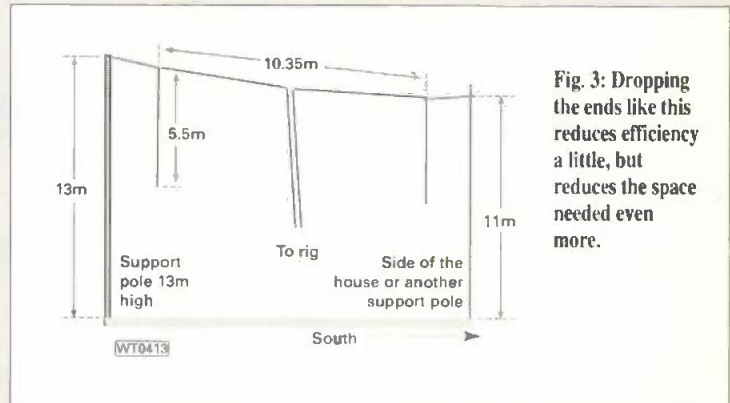 10.35m
5.5m
13m
11m
Support
pole 13m
high
To rig
Side of the
house or another
support pole
South
WT0413
Fig. 3: Dropping
the ends like this
reduces efficiency
a little, but
reduces the space
needed even
more.